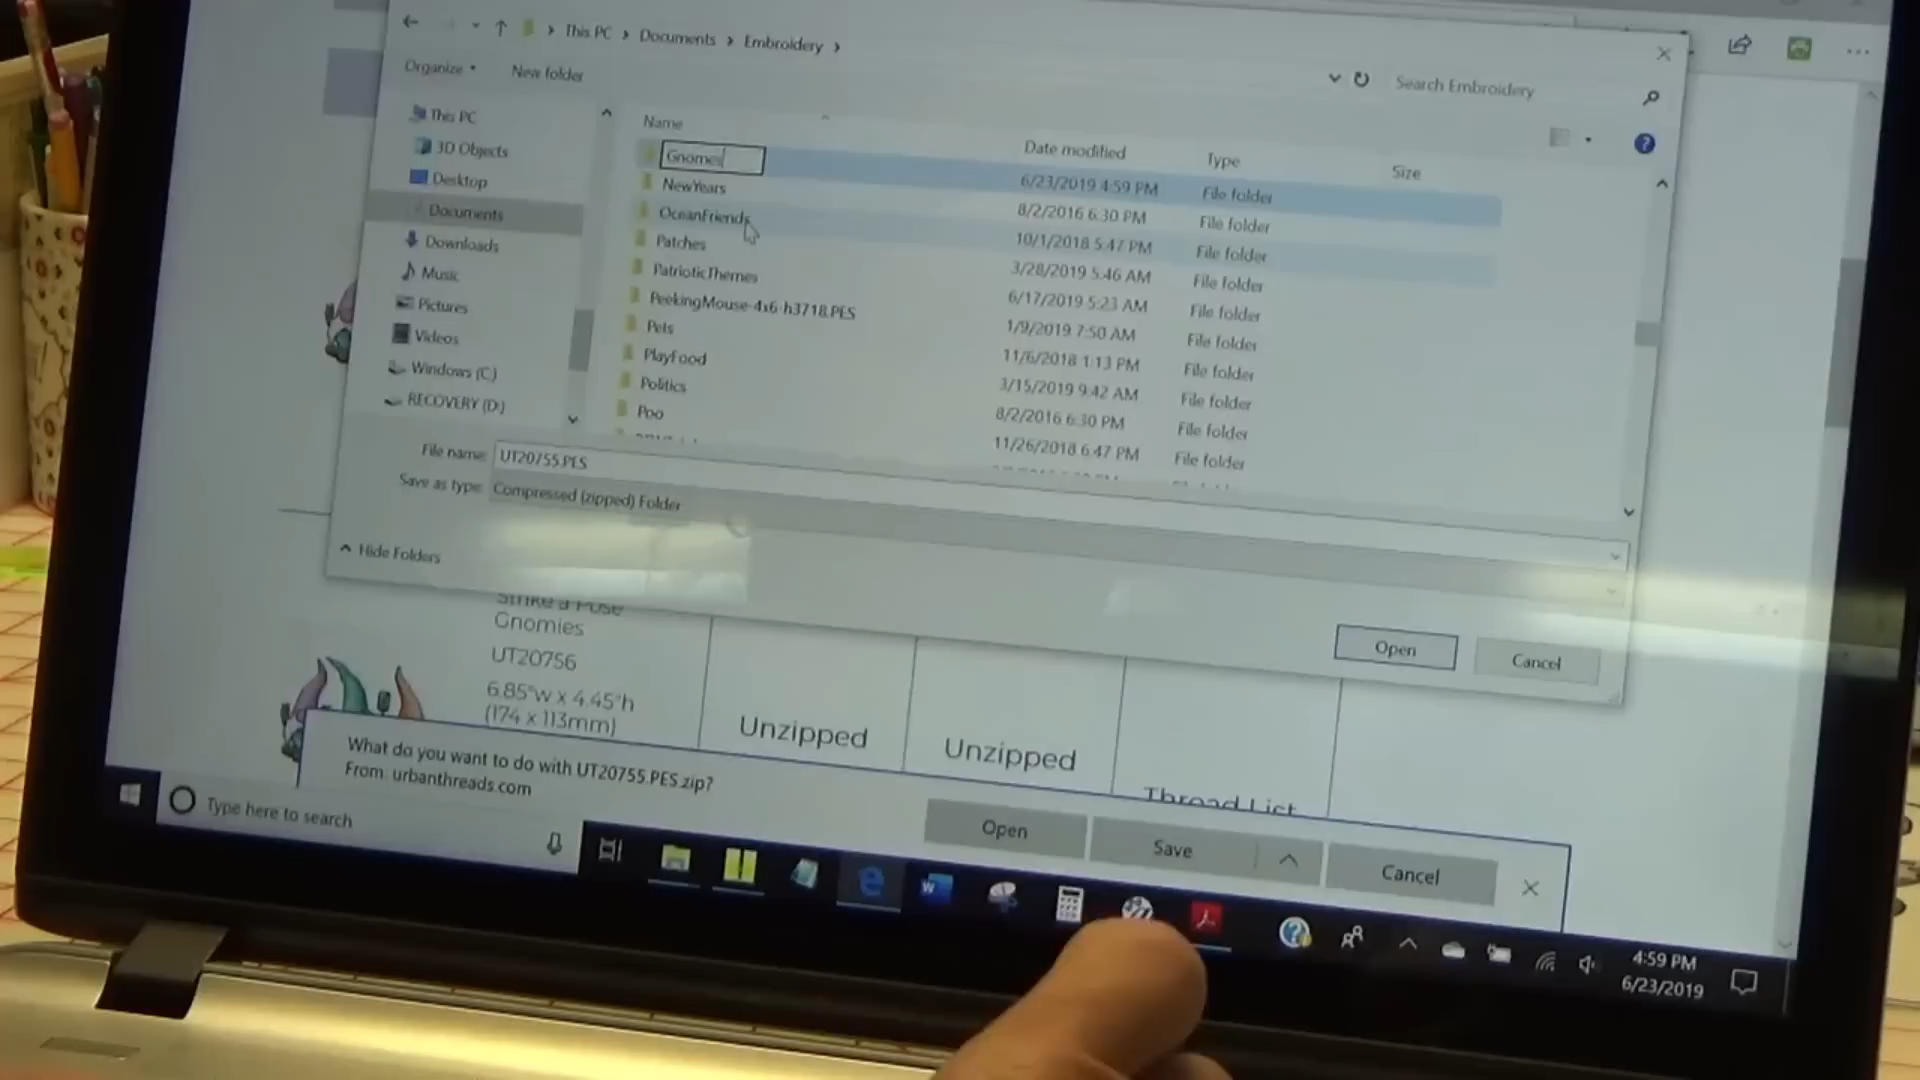 This PC > Documents > Embroidery >
Search Embroidery
Organize
New folder
This PC
3D Objects
Desktop
Documents
Downloads
Music
Pictures
Videos
Windows (C:)
RECOVERY (D:)
Name Date modified Type Size
Gnomes 6/23/2019 4:59 PM File folder
NewYears 8/2/2016 6:30 PM File folder
OceanFriends 10/1/2018 5:47 PM File folder
Patches 3/28/2019 5:46 AM File folder
PatrioticThemes 6/17/2019 5:23 AM File folder
PeekingMouse-4x6-h3718.PES 1/9/2019 7:50 AM File folder
Pets 11/6/2018 1:13 PM File folder
PlayFood 3/15/2019 9:42 AM File folder
Politics 8/2/2016 6:30 PM File folder
Poo 11/26/2018 6:47 PM File folder
File name: UT20755.PES
Save as type: Compressed (zipped) Folder
Hide Folders
Open
Cancel
Strike a Pose
Gnomies
UT20756
6.85"w x 4.45"h
(174 x 113mm)
Unzipped
Unzipped
Thread List
What do you want to do with UT20755.PES.zip?
From: urbanthreads.com
Open
Save
Cancel
Type here to search
4:59 PM
6/23/2019